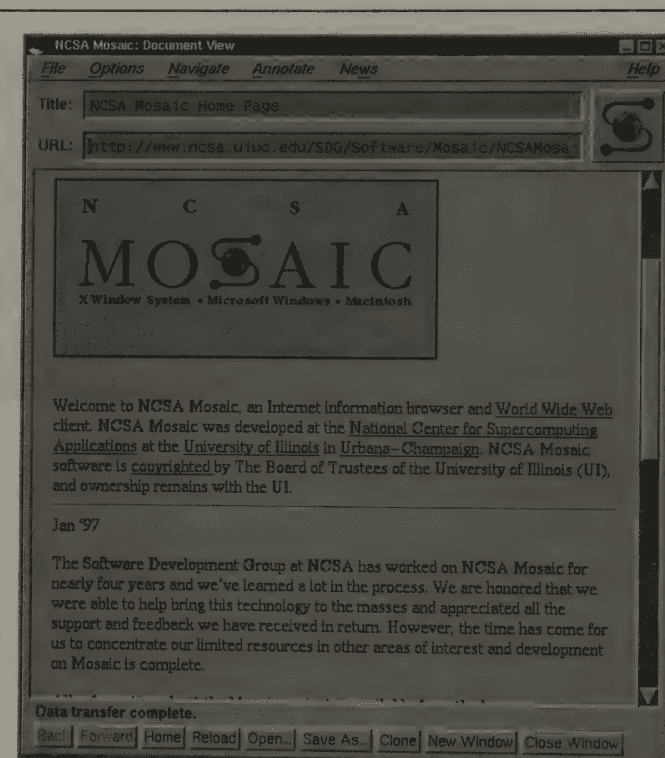 NCSA Mosaic: Document View
File Options Navigate Annotate News Help
Title: NCSA Mosaic Home Page
URL: http://www.ncsa.uiuc.edu/SDG/Software/Mosaic/NCSAMosa
N C S A
MOSAIC
X Window System • Microsoft Windows • Macintosh
Welcome to NCSA Mosaic, an Internet information browser and World Wide Web
client. NCSA Mosaic was developed at the National Center for Supercomputing
Applications at the University of Illinois in Urbana-Champaign. NCSA Mosaic
software is copyrighted by The Board of Trustees of the University of Illinois (UI),
and ownership remains with the UI.
Jan '97
The Software Development Group at NCSA has worked on NCSA Mosaic for
nearly four years and we've learned a lot in the process. We are honored that we
were able to help bring this technology to the masses and appreciated all the
support and feedback we have received in return. However, the time has come for
us to concentrate our limited resources in other areas of interest and development
on Mosaic is complete.
Data transfer complete.
Back Forward Home Reload Open... Save As... Clone New Window Close Window